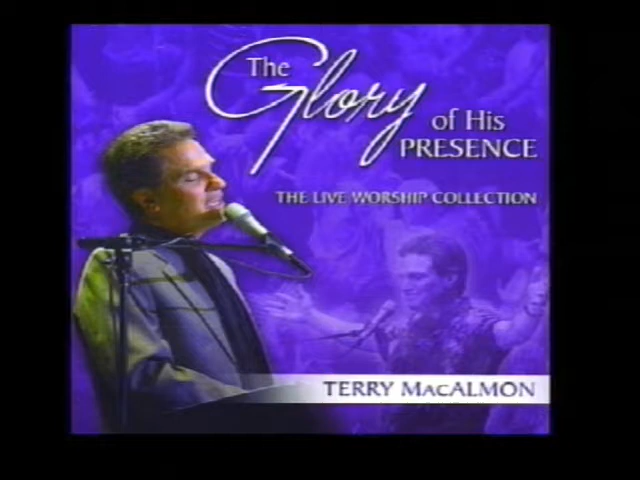 The
Glory
of His
PRESENCE
THE LIVE WORSHIP COLLECTION
TERRY MACALMON